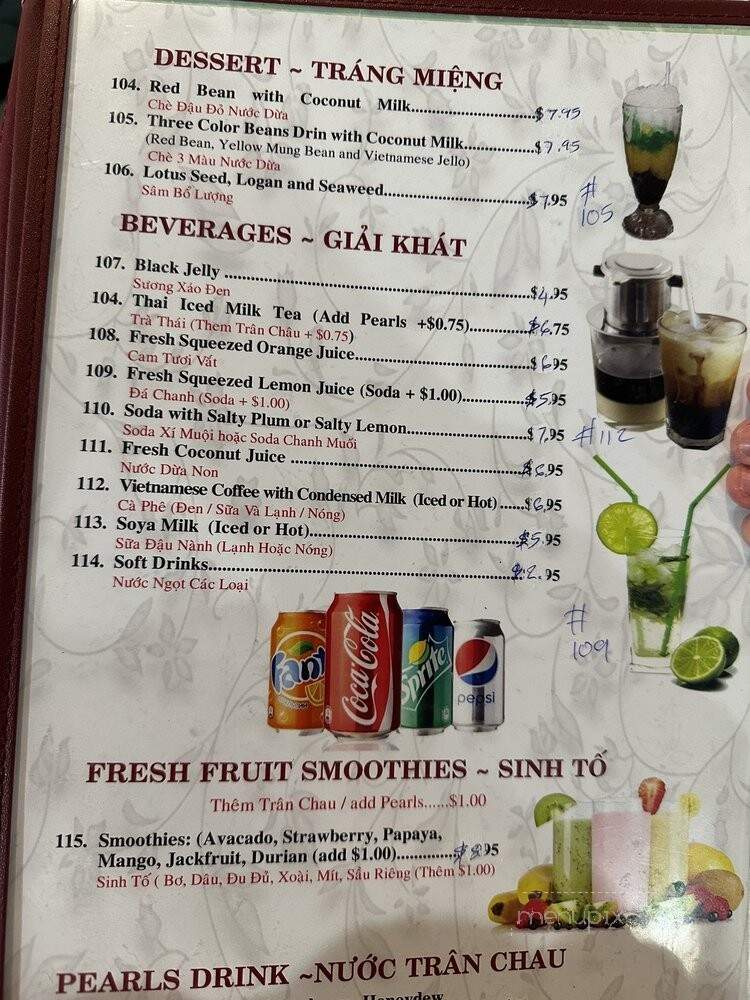 DESSERT ~ TRÁNG MIỆNG
104. Red Bean with Coconut Milk..........................$7.95
Chè Đậu Đỏ Nước Dừa
105. Three Color Beans Drin with Coconut Milk...............$7.95
(Red Bean, Yellow Mung Bean and Vietnamese Jello)
Chè 3 Màu Nước Dừa
106. Lotus Seed, Logan and Seaweed..............................$7.95
Sâm Bổ Lượng
#
105
BEVERAGES ~ GIẢI KHÁT
107. Black Jelly ................................................................$4.95
Sương Xáo Đen
104. Thai Iced Milk Tea (Add Pearls +$0.75)...............$6.75
Trà Thái (Them Trân Châu + $0.75)
108. Fresh Squeezed Orange Juice...................................$6.95
Cam Tươi Vất
109. Fresh Squeezed Lemon Juice (Soda + $1.00)..............$5.95
Đá Chanh (Soda + $1.00)
110. Soda with Salty Plum or Salty Lemon........................$7.95
Soda Xí Muội hoặc Soda Chanh Muối
#112
111. Fresh Coconut Juice .................................................$6.95
Nước Dừa Non
112. Vietnamese Coffee with Condensed Milk (Iced or Hot) ......$6.95
Cà Phê (Đen / Sữa Và Lạnh / Nóng)
113. Soya Milk (Iced or Hot)...........................................$5.95
Sữa Đậu Nành (Lạnh Hoặc Nóng)
114. Soft Drinks................................................................$2.95
Nước Ngọt Các Loại
#
109
Fant
Coca-Cola
Sprite
pepsi
FRESH FRUIT SMOOTHIES ~ SINH TỐ
Thêm Trân Chau / add Pearls......$1.00
115. Smoothies: (Avacado, Strawberry, Papaya,
Mango, Jackfruit, Durian (add $1.00)...............$8.95
Sinh Tố ( Bơ, Dâu, Đu Đủ, Xoài, Mít, Sầu Riêng (Thêm $1.00)
menupix
PEARLS DRINK ~NƯỚC TRÂN CHAU
Honeydew